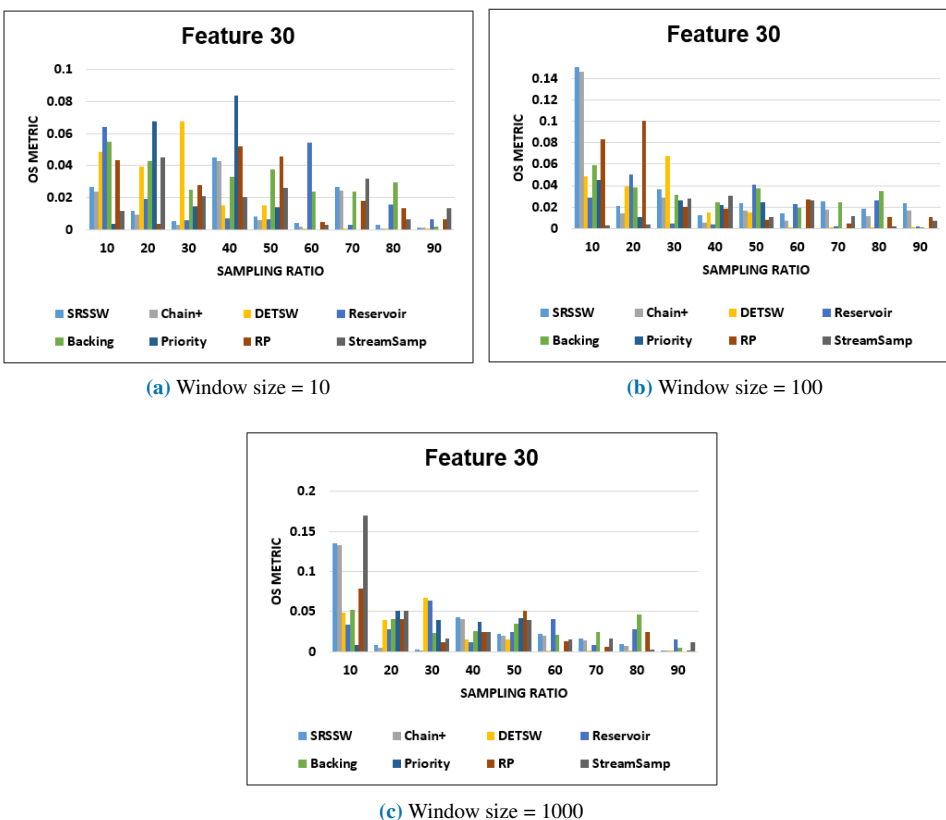 Feature 30
0.1
0.08
0.06
0.04
0.02
0
OS METRIC
10 20 30 40 50 60 70 80 90
SAMPLING RATIO
SRSSW Chain+ DETSW Reservoir
Backing Priority RP StreamSamp
(a) Window size = 10
Feature 30
0.14
0.12
0.1
0.08
0.06
0.04
0.02
0
OS METRIC
10 20 30 40 50 60 70 80 90
SAMPLING RATIO
SRSSW Chain+ DETSW Reservoir
Backing Priority RP StreamSamp
(b) Window size = 100
Feature 30
0.2
0.15
0.1
0.05
0
OS METRIC
10 20 30 40 50 60 70 80 90
SAMPLING RATIO
SRSSW Chain+ DETSW Reservoir
Backing Priority RP StreamSamp
(c) Window size = 1000